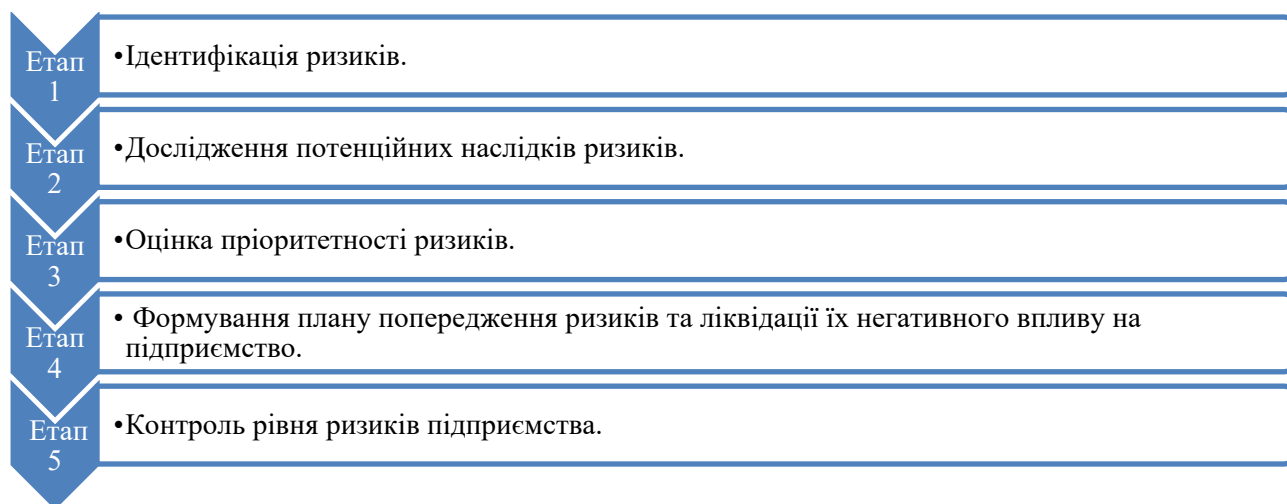 Етап
1
•Ідентифікація ризиків.
Етап
2
•Дослідження потенційних наслідків ризиків.
Етап
3
•Оцінка пріоритетності ризиків.
Етап
4
• Формування плану попередження ризиків та ліквідації їх негативного впливу на
підприємство.
Етап
5
•Контроль рівня ризиків підприємства.